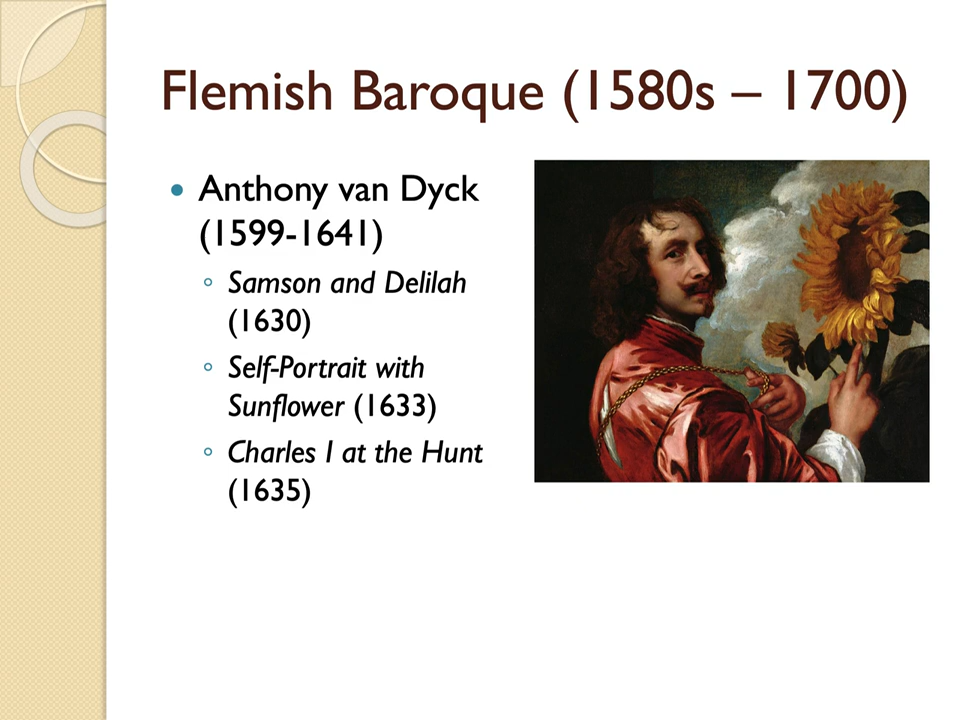 Flemish Baroque (1580s – 1700)
• Anthony van Dyck
(1599-1641)
◦ Samson and Delilah
(1630)
◦ Self-Portrait with
Sunflower (1633)
◦ Charles I at the Hunt
(1635)